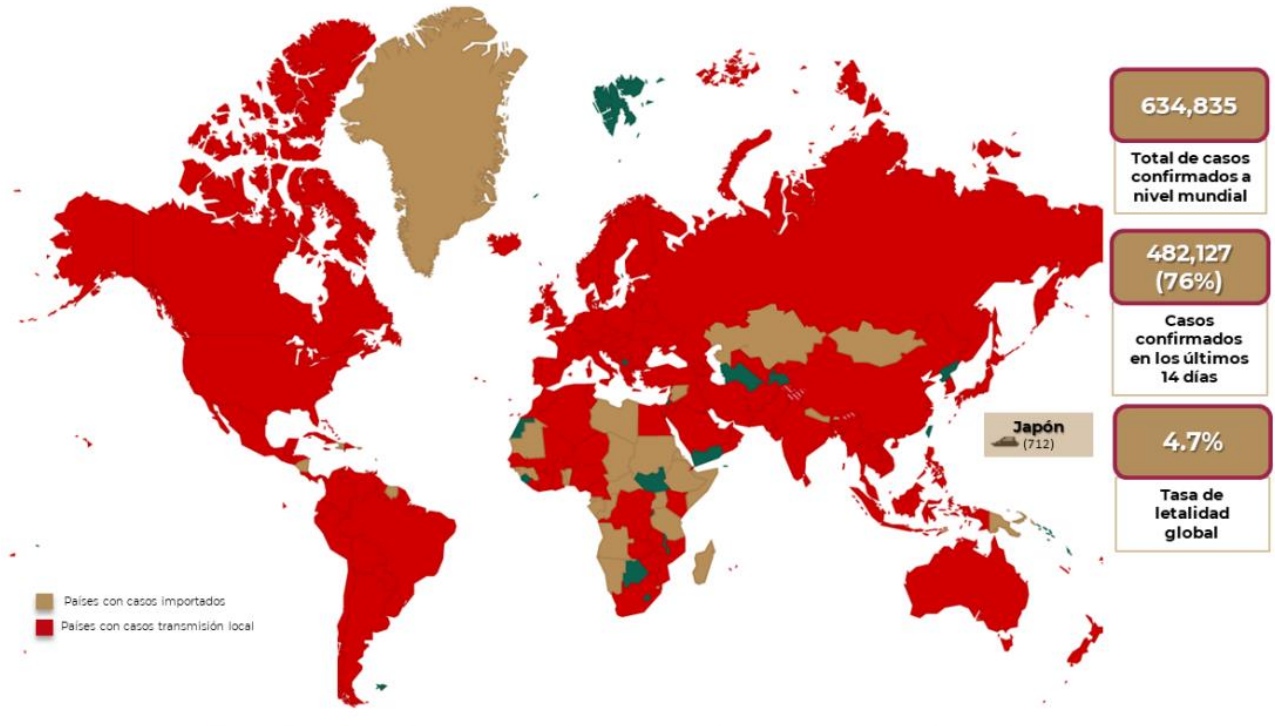 634,835
Total de casos
confirmados a
nivel mundial
482,127
(76%)
Casos
confirmados
en los últimos
14 días
Japón
(712)
4.7%
Tasa de
letalidad
global
Países con casos importados
Países con casos transmisión local